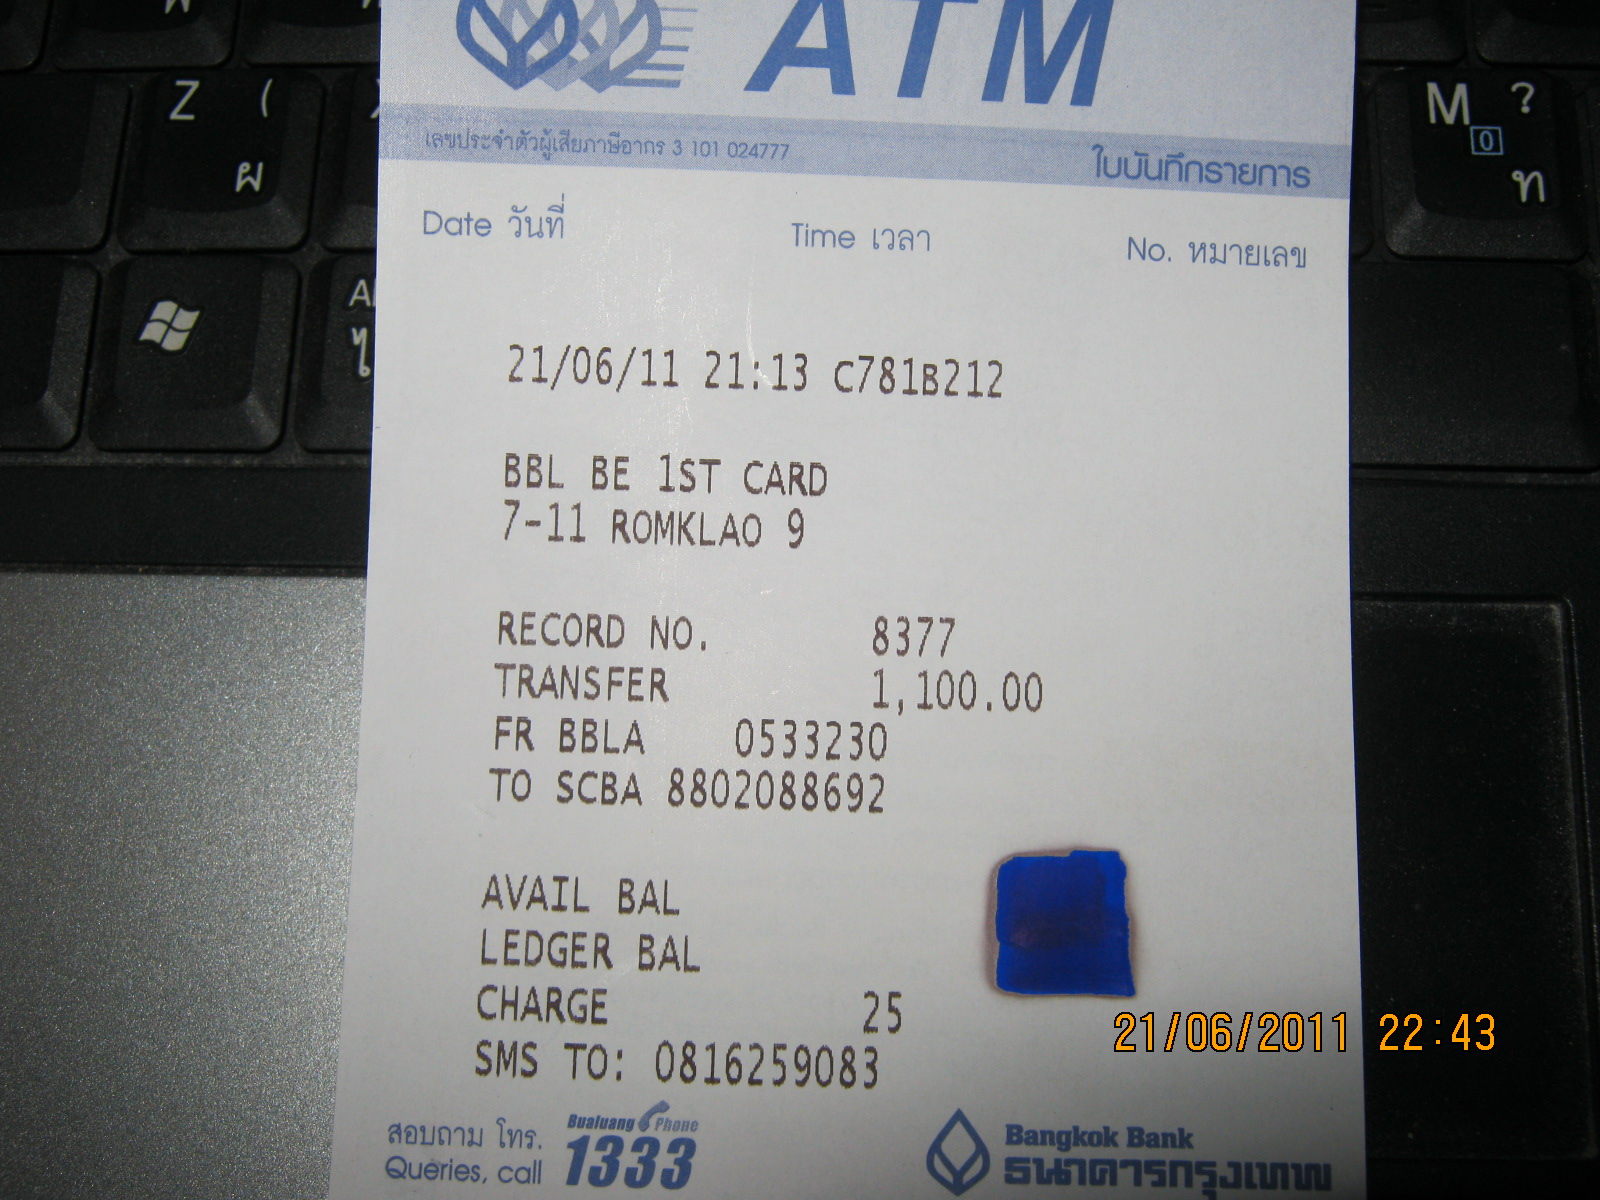 ATM
เลขประจำตัวผู้เสียภาษีอากร 3 101 024777
ใบบันทึกรายการ
Date วันที่ Time เวลา No. หมายเลข
21/06/11 21:13 C781B212
BBL BE 1ST CARD
7-11 ROMKLAO 9
RECORD NO. 8377
TRANSFER 1,100.00
FR BBLA 0533230
TO SCBA 8802088692
AVAIL BAL
LEDGER BAL
CHARGE 25
SMS TO: 0816259083
21/06/2011 22:43
สอบถาม โทร.
Queries, call
Bualuang Phone
1333
Bangkok Bank
ธนาคารกรุงเทพ
Z (
ผ
M ?
0
ท